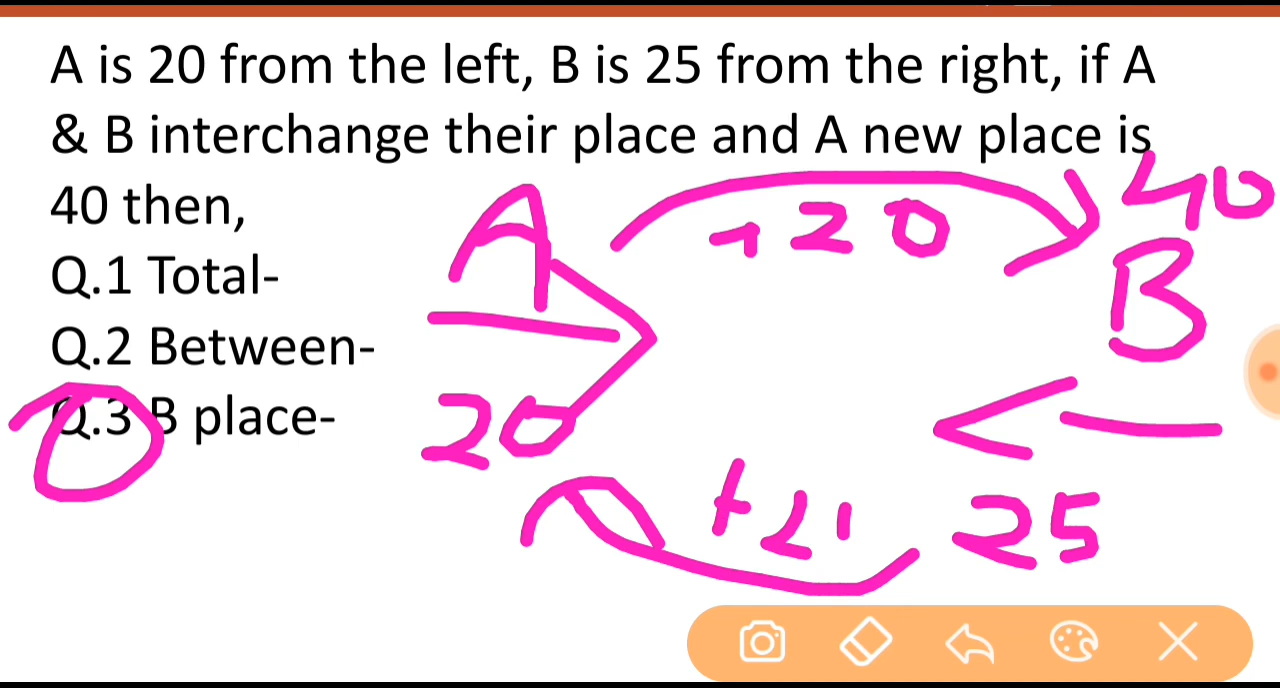 A is 20 from the left, B is 25 from the right, if A
& B interchange their place and A new place is
40 then,
Q.1 Total-
Q.2 Between-
Q.3 B place-
A
+20
40
B
20
+2
25